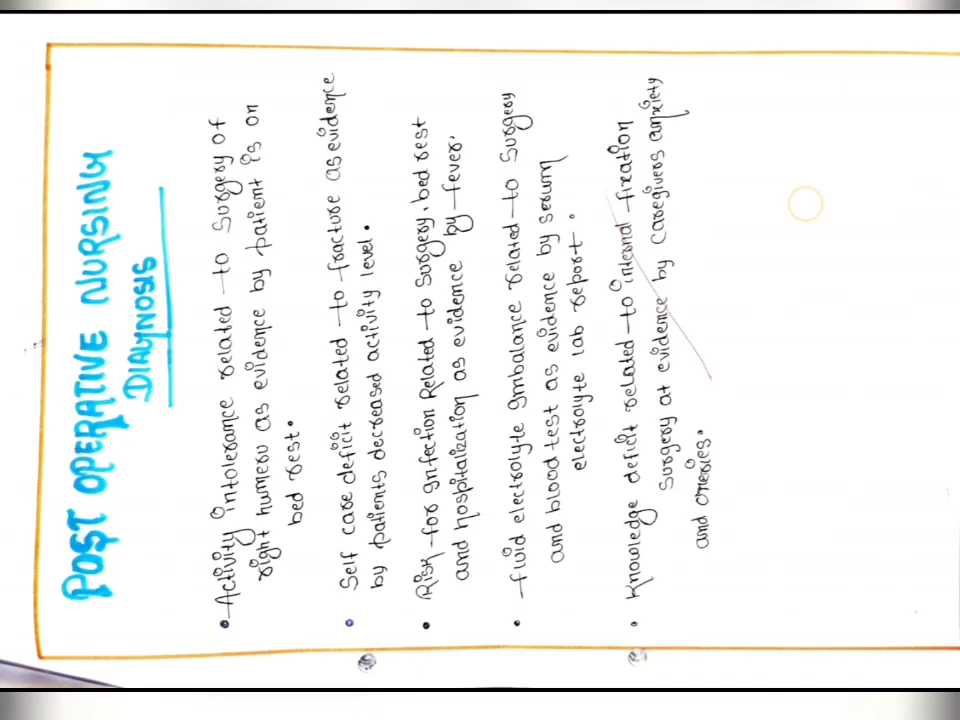 POST OPERATIVE NURSING
DIAGNOSIS
• Activity intolerance related to surgery of
right humeru as evidence by patient is on
bed rest.
• Self care deficit related to fracture as evidence
by patients decreased activity level.
• Risk for infection Related to surgery, bed rest
and hospitalization as evidence by fever.
• fluid electrolyte imbalance related to surgery
and blood test as evidence by serum
electrolyte lab report.
• Knowledge deficit related to internal fixation
surgery at evidence by caregivers anxiety
and